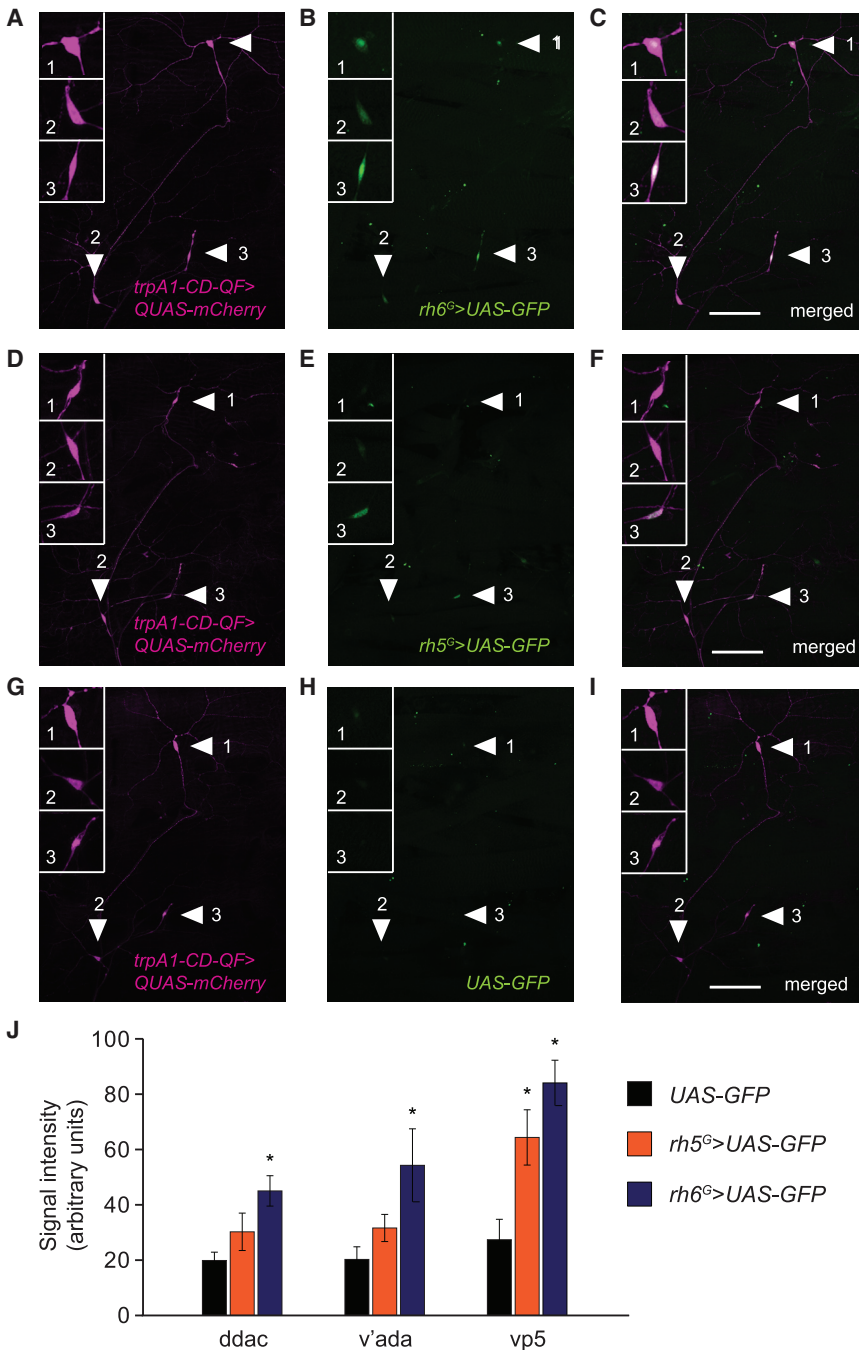 A
1
2
3
2
3
trpA1-CD-QF>
QUAS-mCherry
B
1
2
3
1
2
3
rh6ᴳ>UAS-GFP
C
1
2
3
1
2
3
merged
D
1
2
3
1
2
3
trpA1-CD-QF>
QUAS-mCherry
E
1
2
3
1
2
3
rh5ᴳ>UAS-GFP
F
1
2
3
1
2
3
merged
G
1
2
3
1
2
3
trpA1-CD-QF>
QUAS-mCherry
H
1
2
3
1
2
3
UAS-GFP
I
1
2
3
1
2
3
merged
J
Signal intensity
(arbitrary units)
100
80
60
40
20
0
*
*
*
*
ddac
v'ada
vp5
UAS-GFP
rh5ᴳ>UAS-GFP
rh6ᴳ>UAS-GFP